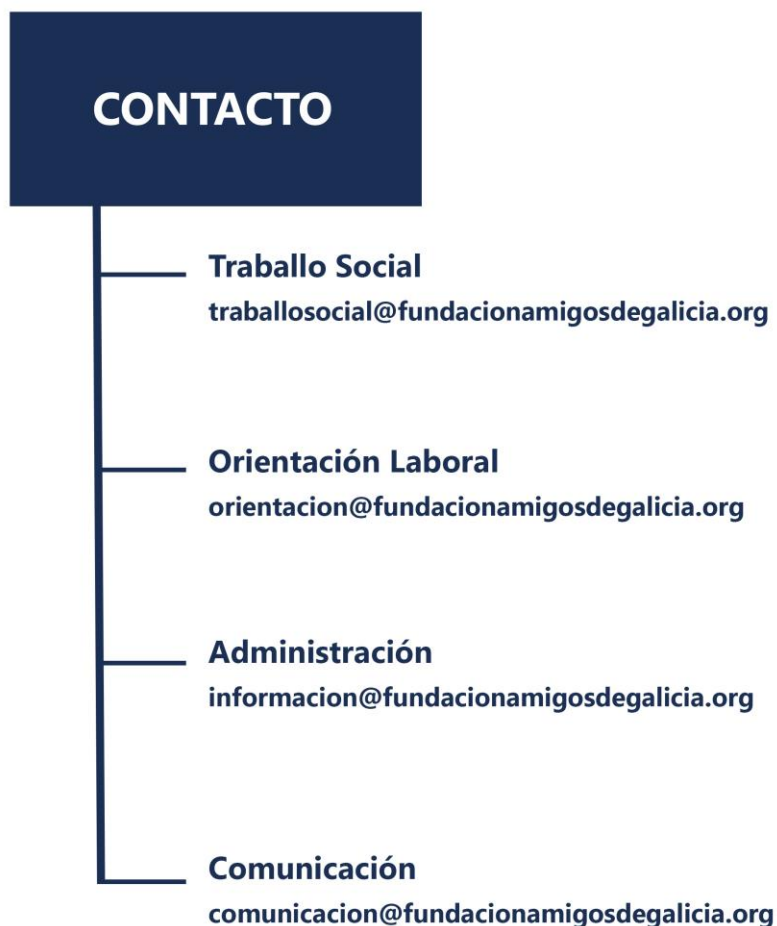 CONTACTO
Traballo Social
traballosocial@fundacionamigosdegalicia.org
Orientación Laboral
orientacion@fundacionamigosdegalicia.org
Administración
informacion@fundacionamigosdegalicia.org
Comunicación
comunicacion@fundacionamigosdegalicia.org